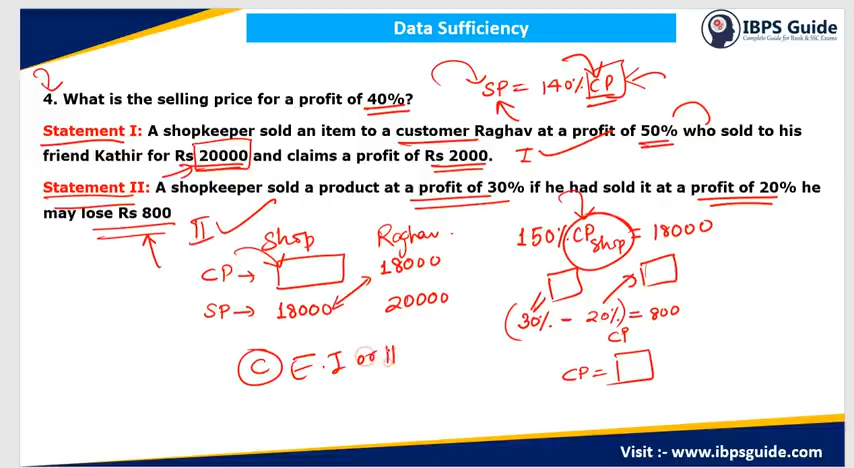 Data Sufficiency
IBPS Guide
Complete Guide for Bank & SSC Exams
SP = 140% CP
4. What is the selling price for a profit of 40%?
Statement I: A shopkeeper sold an item to a customer Raghav at a profit of 50% who sold to his
friend Kathir for Rs 20000 and claims a profit of Rs 2000.
I
Statement II: A shopkeeper sold a product at a profit of 30% if he had sold it at a profit of 20% he
may lose Rs 800
II
Shop Raghav.
CP → 18000
SP → 18000 20000
150% CP shop = 18000
(30% - 20%) = 800
CP
CP =
C E. I or II
Visit :- www.ibpsguide.com